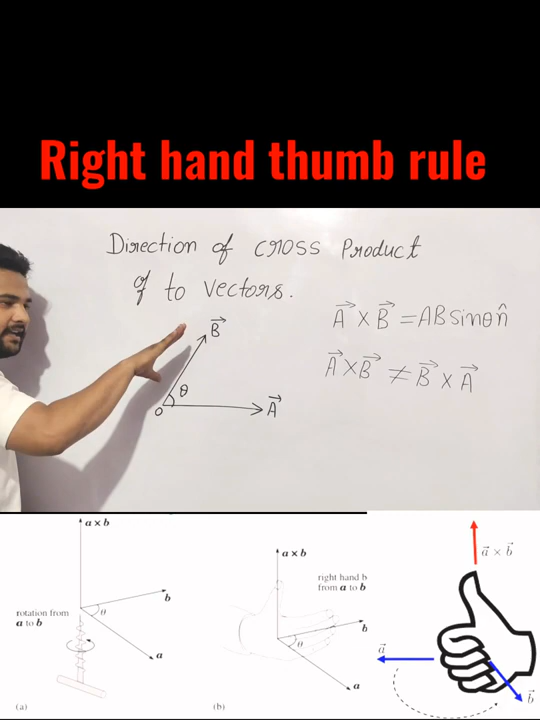 Right hand thumb rule
Direction of cross Product
of to vectors.
B⃗
θ
O
A⃗
A⃗ × B⃗ = AB sinθ n̂
A⃗ × B⃗ ≠ B⃗ × A⃗
a × b
b
θ
a
rotation from
a to b
(a)
a × b
right hand b
from a to b
b
θ
a
(b)
a⃗ × b⃗
a⃗
b⃗